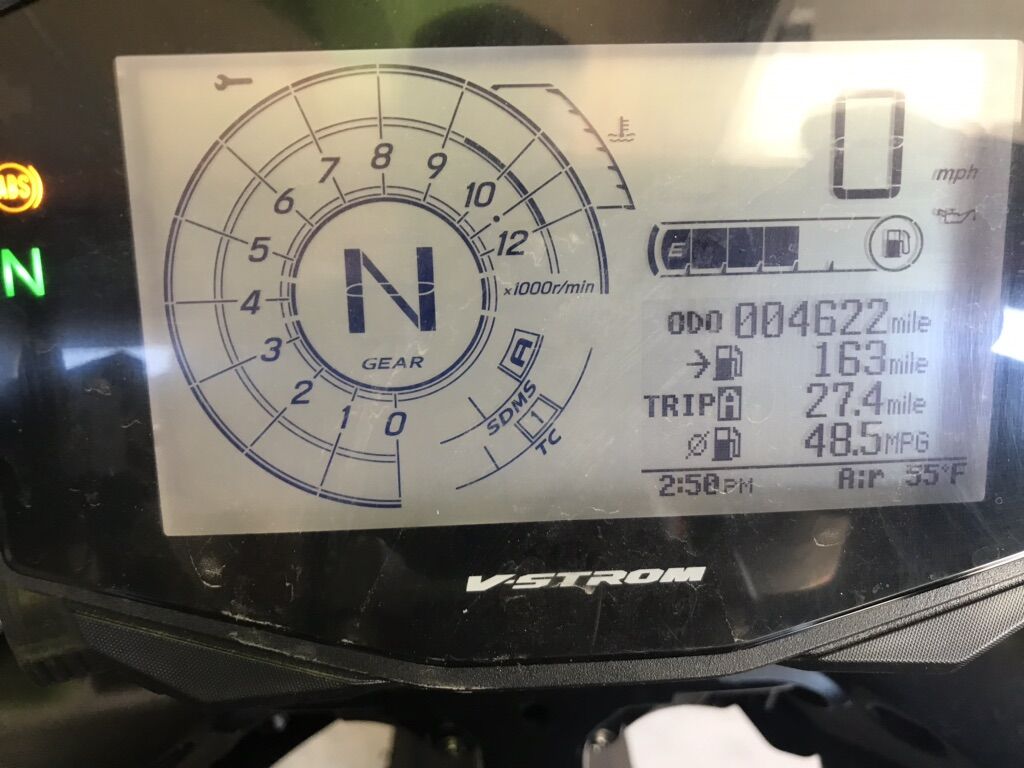 ABS
N
7 8 9
6 10
5 12
4
3
2
1 0
x1000r/min
N
GEAR
A
SDMS
1
TC
0
mph
E
ODO 004622 mile
163 mile
TRIP A 27.4 mile
48.5 MPG
2:50 PM Air 55°F
V-STROM